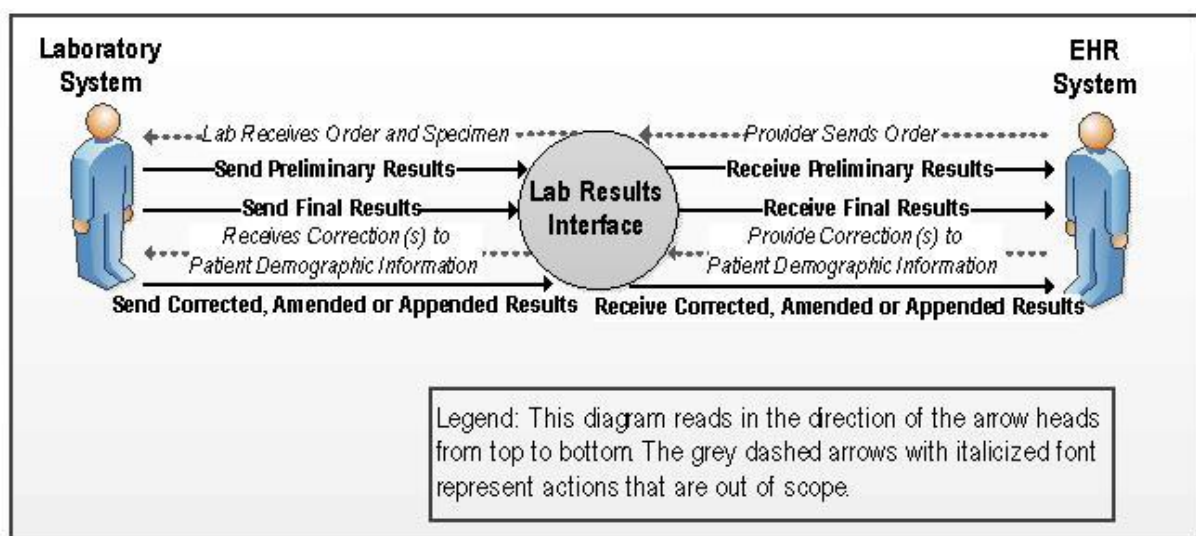 Laboratory
System
EHR
System
Lab Receives Order and Specimen
Provider Sends Order
Send Preliminary Results
Receive Preliminary Results
Lab Results
Interface
Send Final Results
Receive Final Results
Receives Correction (s) to
Patient Demographic Information
Provide Correction (s) to
Patient Demographic Information
Send Corrected, Amended or Appended Results
Receive Corrected, Amended or Appended Results
Legend: This diagram reads in the direction of the arrow heads
from top to bottom. The grey dashed arrows with italicized font
represent actions that are out of scope.